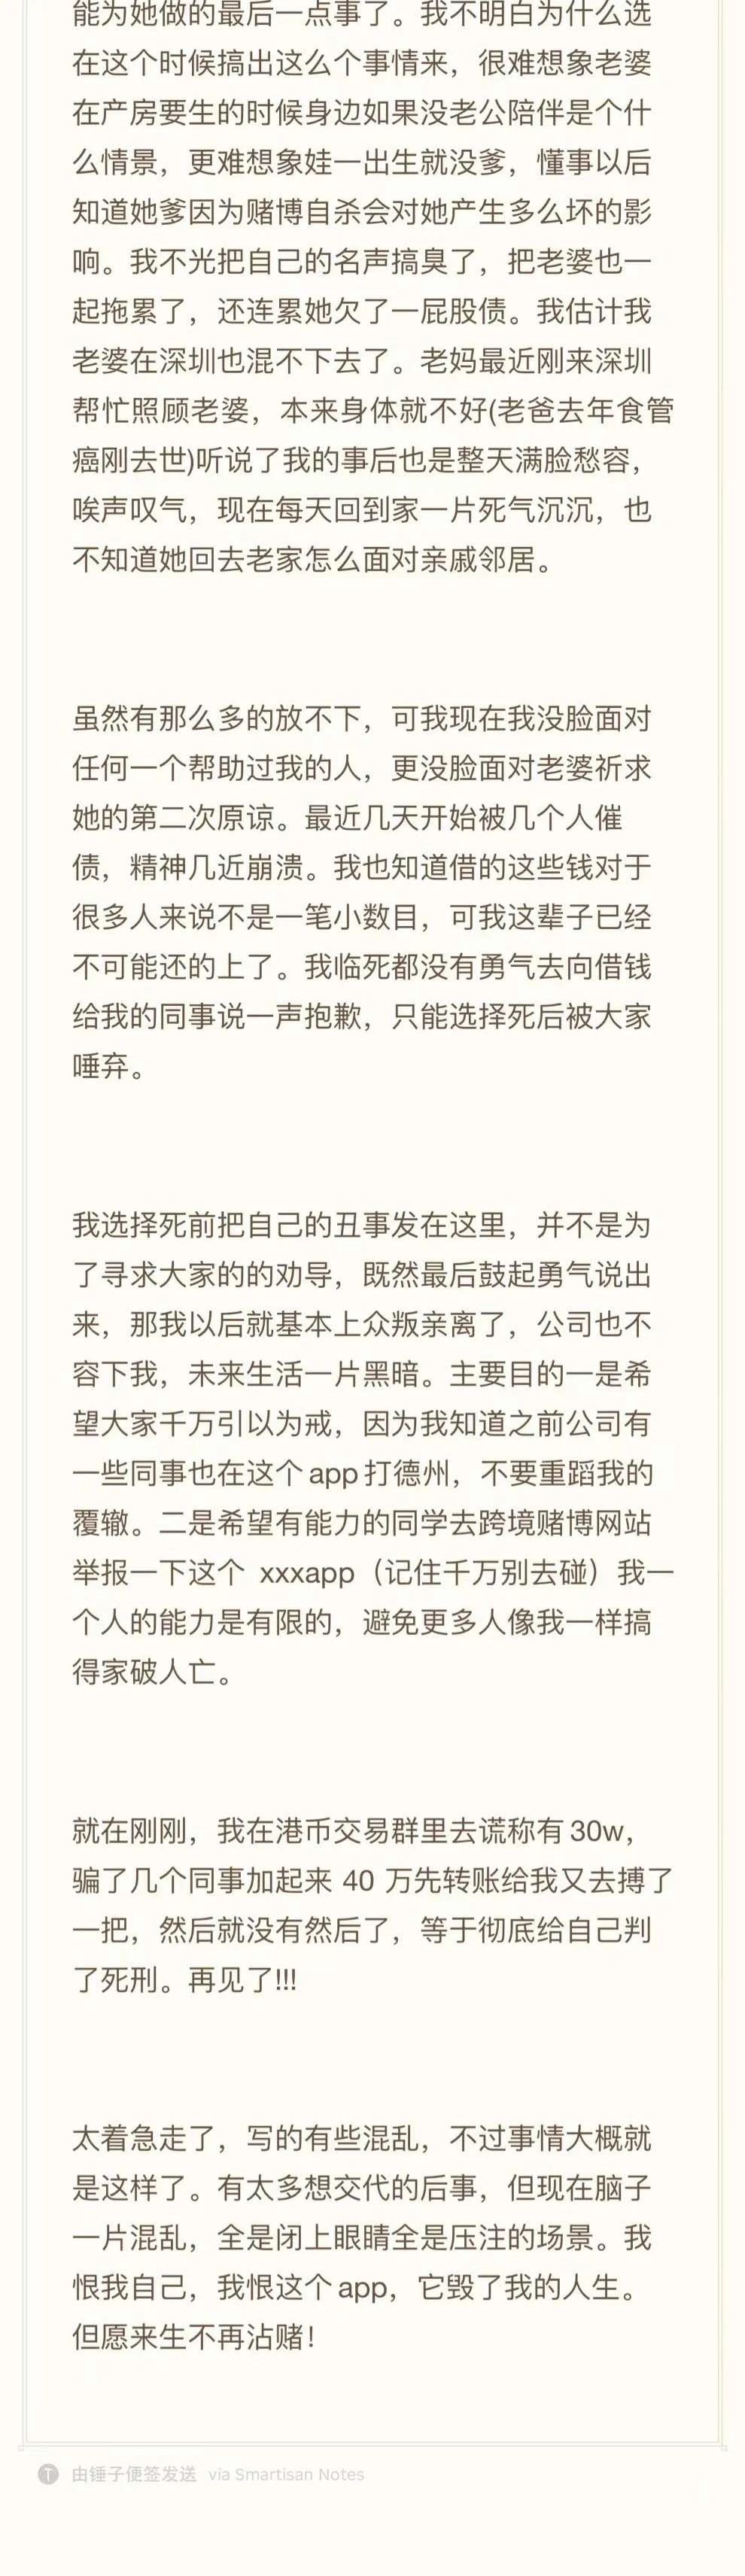 能为她做的最后一点事了。我不明白为什么选
在这个时候搞出这么个事情来，很难想象老婆
在产房要生的时候身边如果没老公陪伴是个什
么情景，更难想象娃一出生就没爹，懂事以后
知道她爹因为赌博自杀会对她产生多么坏的影
响。我不光把自己的名声搞臭了，把老婆也一
起拖累了，还连累她欠了一屁股债。我估计我
老婆在深圳也混不下去了。老妈最近刚来深圳
帮忙照顾老婆，本来身体就不好(老爸去年食管
癌刚去世)听说了我的事后也是整天满脸愁容，
唉声叹气，现在每天回到家一片死气沉沉，也
不知道她回去老家怎么面对亲戚邻居。
虽然有那么多的放不下，可我现在我没脸面对
任何一个帮助过我的人，更没脸面对老婆祈求
她的第二次原谅。最近几天开始被几个人催
债，精神几近崩溃。我也知道借的这些钱对于
很多人来说不是一笔小数目，可我这辈子已经
不可能还的上了。我临死都没有勇气去向借钱
给我的同事说一声抱歉，只能选择死后被大家
唾弃。
我选择死前把自己的丑事发在这里，并不是为
了寻求大家的的劝导，既然最后鼓起勇气说出
来，那我以后就基本上众叛亲离了，公司也不
容下我，未来生活一片黑暗。主要目的一是希
望大家千万引以为戒，因为我知道之前公司有
一些同事也在这个app打德州，不要重蹈我的
覆辙。二是希望有能力的同学去跨境赌博网站
举报一下这个 xxxapp（记住千万别去碰）我一
个人的能力是有限的，避免更多人像我一样搞
得家破人亡。
就在刚刚，我在港币交易群里去谎称有30w，
骗了几个同事加起来 40 万先转账给我又去搏了
一把，然后就没有然后了，等于彻底给自己判
了死刑。再见了!!!
太着急走了，写的有些混乱，不过事情大概就
是这样了。有太多想交代的后事，但现在脑子
一片混乱，全是闭上眼睛全是压注的场景。我
恨我自己，我恨这个app，它毁了我的人生。
但愿来生不再沾赌！
T 由锤子便签发送 via Smartisan Notes